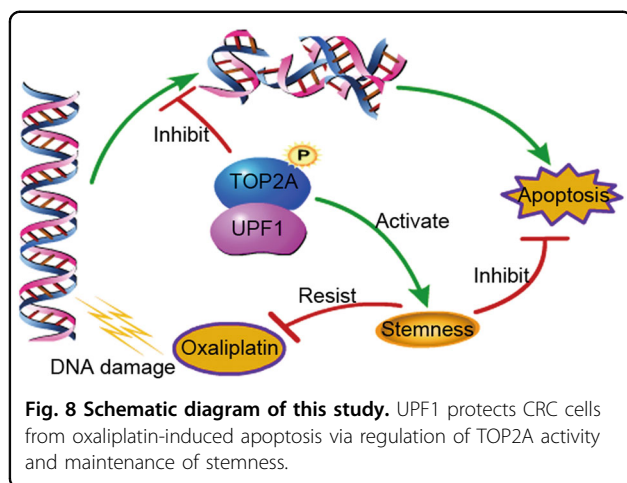 Inhibit
P
TOP2A
UPF1
Activate
Apoptosis
Inhibit
Resist
Stemness
Oxaliplatin
DNA damage
Fig. 8 Schematic diagram of this study. UPF1 protects CRC cells
from oxaliplatin-induced apoptosis via regulation of TOP2A activity
and maintenance of stemness.